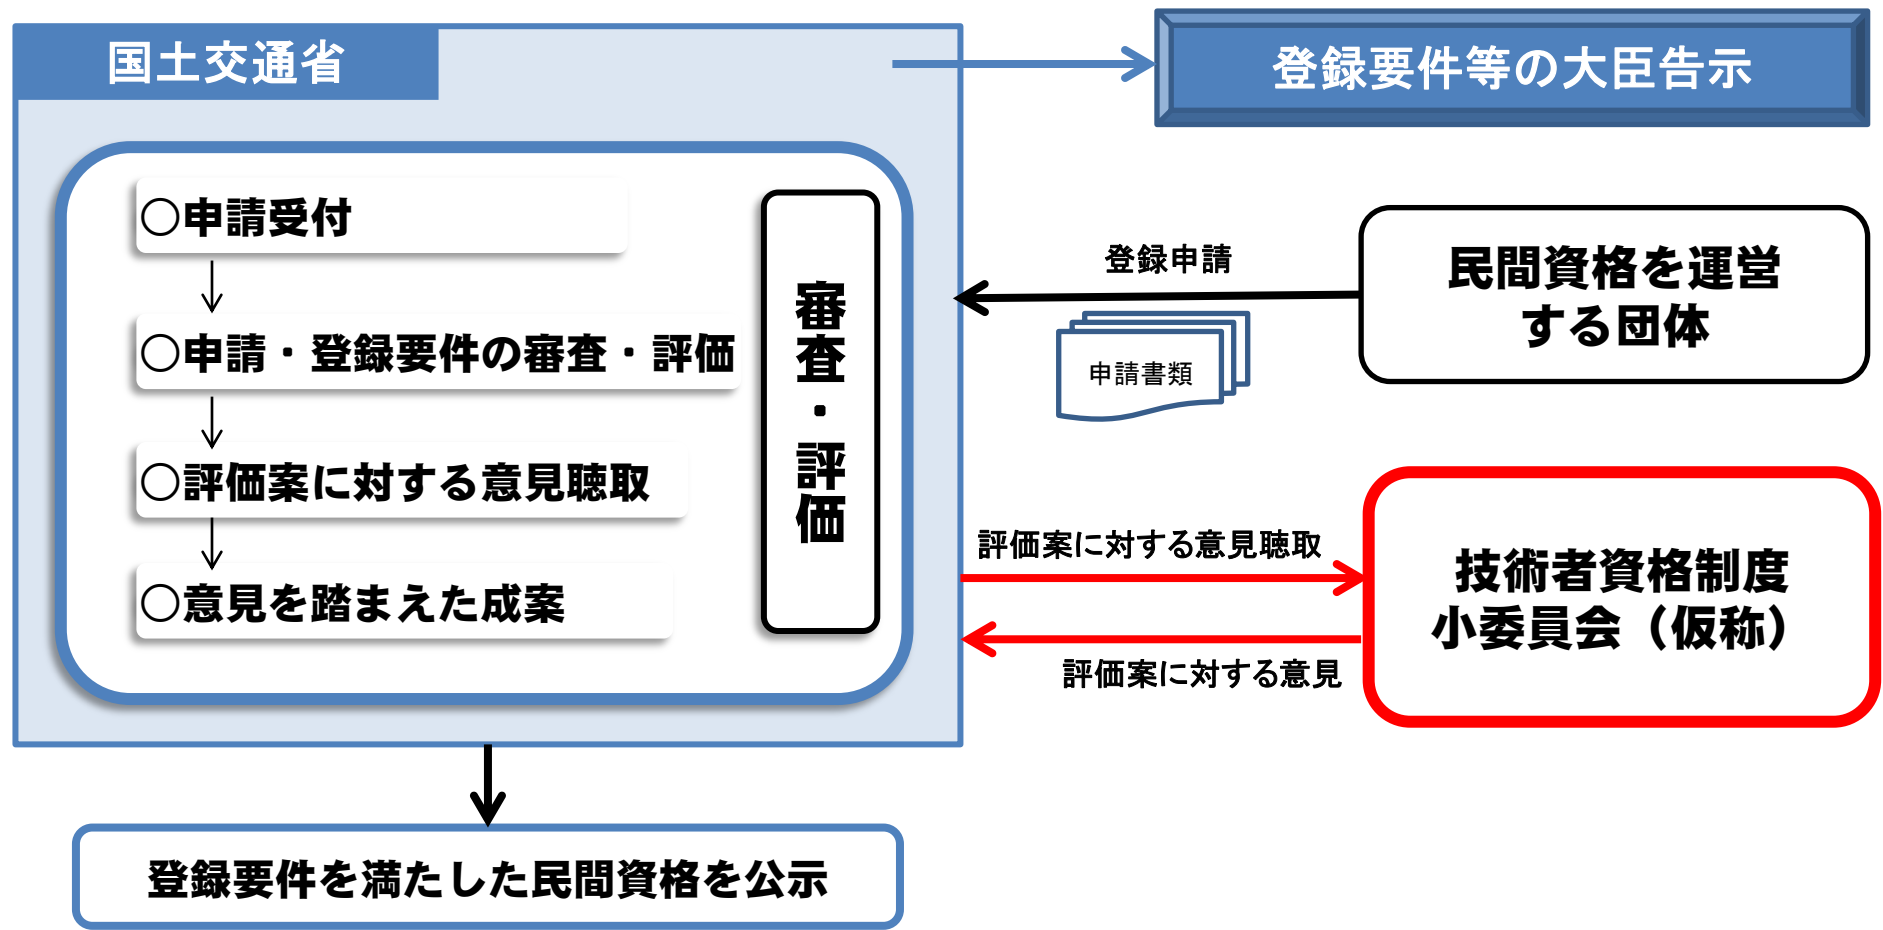 国土交通省
登録要件等の大臣告示
○申請受付
○申請・登録要件の審査・評価
○評価案に対する意見聴取
○意見を踏まえた成案
審査・評価
登録申請
申請書類
民間資格を運営
する団体
評価案に対する意見聴取
評価案に対する意見
技術者資格制度
小委員会（仮称）
登録要件を満たした民間資格を公示